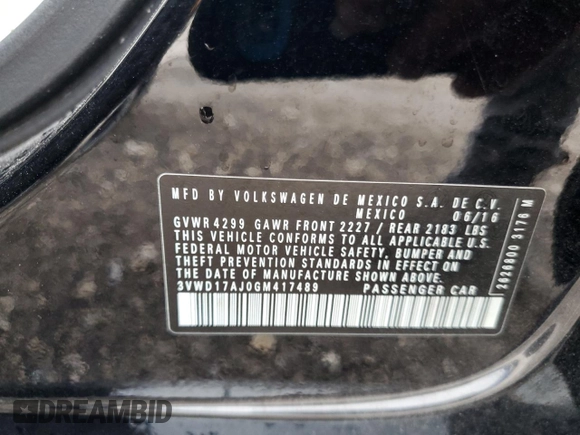 MFD BY VOLKSWAGEN DE MEXICO S.A. DE C.V.
MEXICO 06/16
GVWR 4299 GAWR FRONT 2227 / REAR 2183 LBS
THIS VEHICLE CONFORMS TO ALL APPLICABLE U.S.
FEDERAL MOTOR VEHICLE SAFETY, BUMPER AND
THEFT PREVENTION STANDARDS IN EFFECT ON
THE DATE OF MANUFACTURE SHOWN ABOVE.
3VWD17AJ0GM417489 PASSENGER CAR
2626900 3176 M
DREAMBID